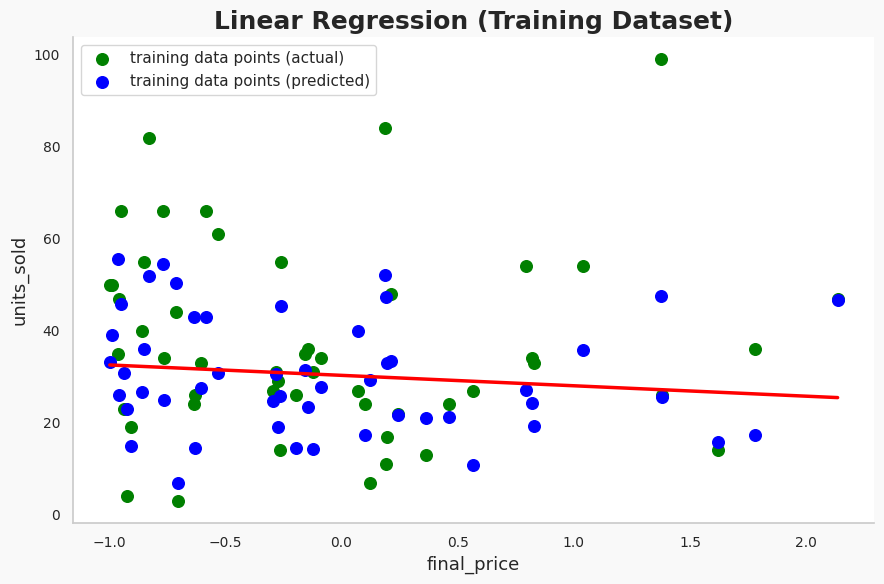 Linear Regression (Training Dataset)
training data points (actual)
training data points (predicted)
units_sold
100
80
60
40
20
0
−1.0 −0.5 0.0 0.5 1.0 1.5 2.0
final_price